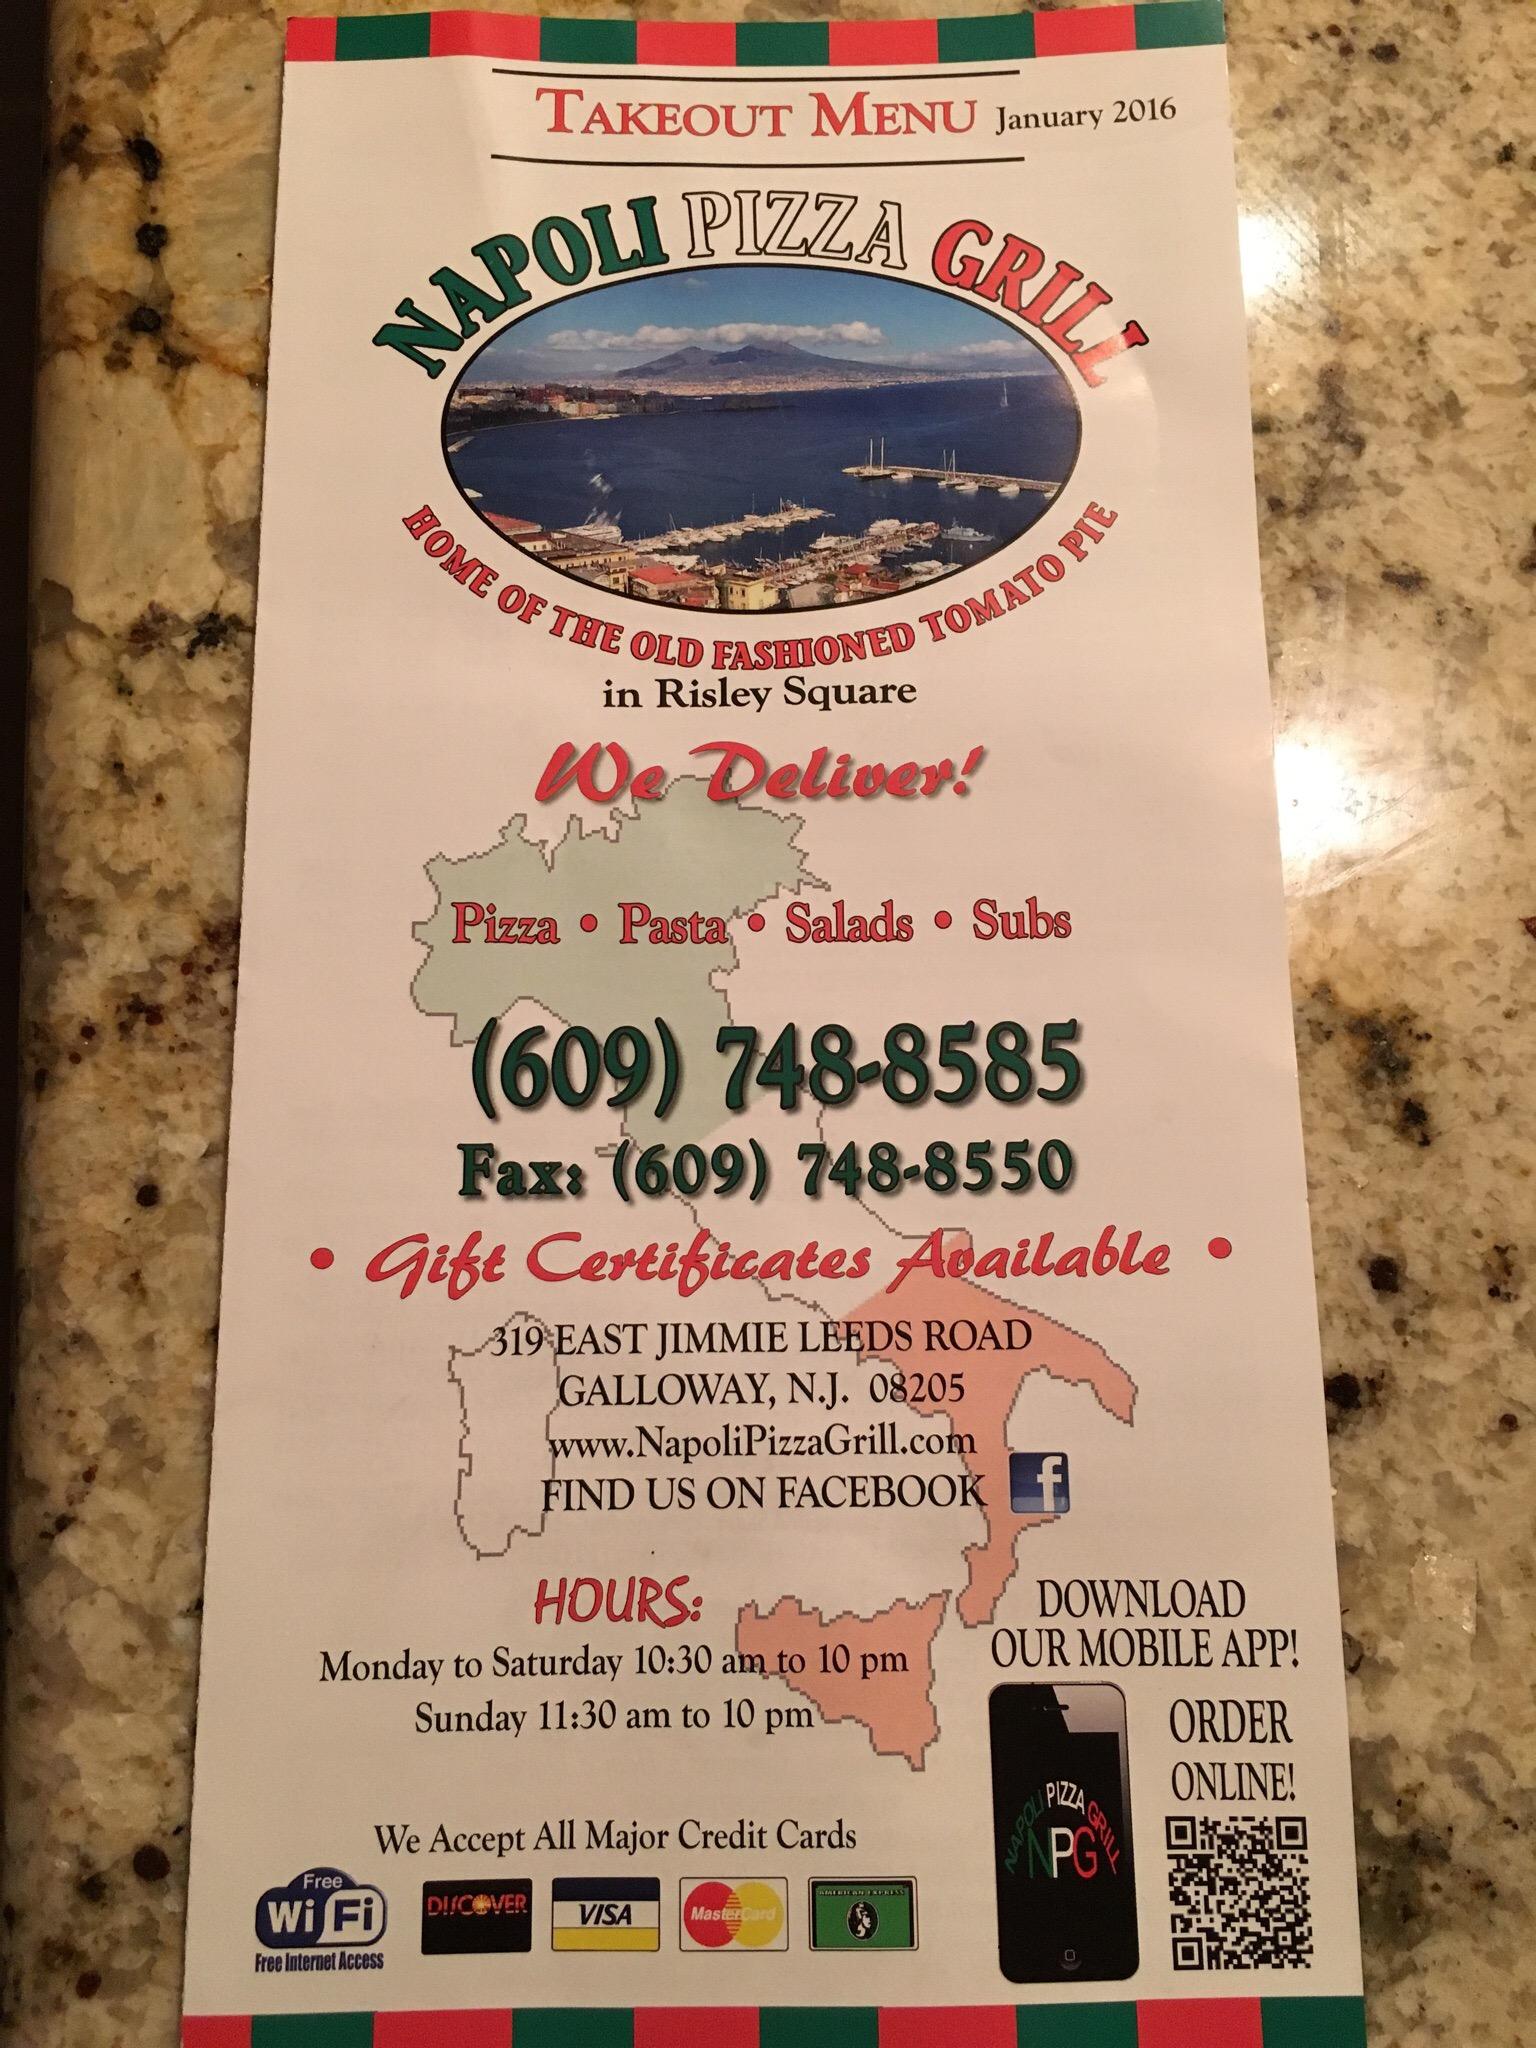 TAKEOUT MENU January 2016
NAPOLI PIZZA GRILL
HOME OF THE OLD FASHIONED TOMATO PIE
in Risley Square
We Deliver!
Pizza • Pasta • Salads • Subs
(609) 748-8585
Fax: (609) 748-8550
• Gift Certificates Available •
319 EAST JIMMIE LEEDS ROAD
GALLOWAY, N.J. 08205
www.NapoliPizzaGrill.com
FIND US ON FACEBOOK f
HOURS:
Monday to Saturday 10:30 am to 10 pm
Sunday 11:30 am to 10 pm
DOWNLOAD
OUR MOBILE APP!
ORDER
ONLINE!
NAPOLI PIZZA GRILL
NPG
We Accept All Major Credit Cards
Free
Wi Fi
Free Internet Access
DISCOVER
VISA
MasterCard
AMERICAN EXPRESS